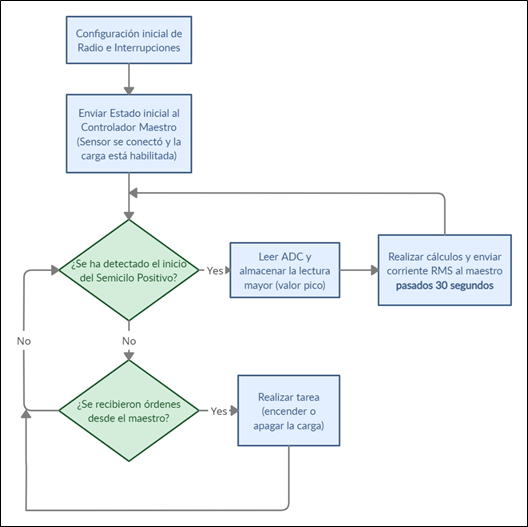 Configuración inicial de
Radio e Interrupciones
Enviar Estado inicial al
Controlador Maestro
(Sensor se conectó y la
carga está habilitada)
¿Se ha detectado el inicio
del Semicilo Positivo?
Yes
Leer ADC y
almacenar la lectura
mayor (valor pico)
Realizar cálculos y enviar
corriente RMS al maestro
pasados 30 segundos
No
No
¿Se recibieron órdenes
desde el maestro?
Yes
Realizar tarea
(encender o
apagar la carga)